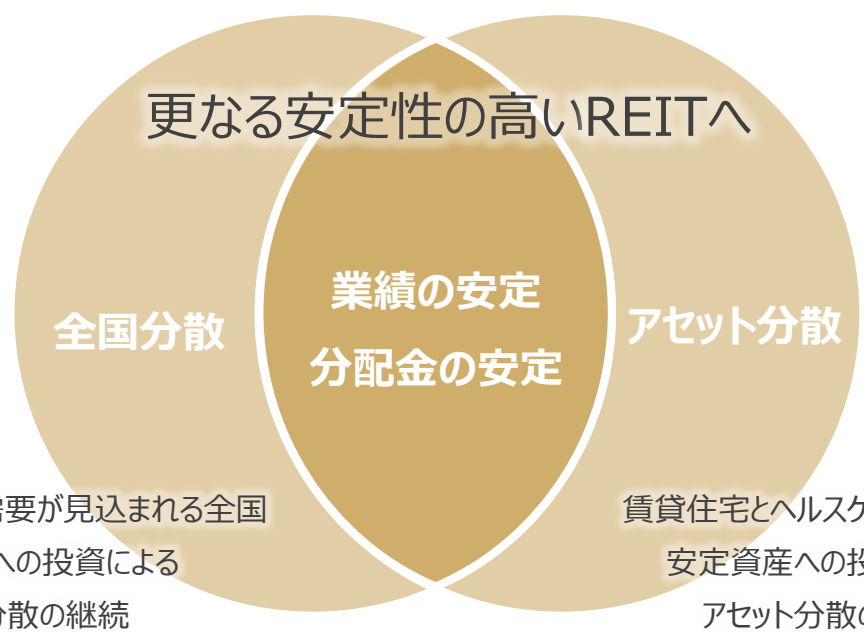 更なる安定性の高いREITへ
業績の安定
分配金の安定
全国分散
アセット分散
需要が見込まれる全国
への投資による
分散の継続
賃貸住宅とヘルスケ
安定資産への投
アセット分散の